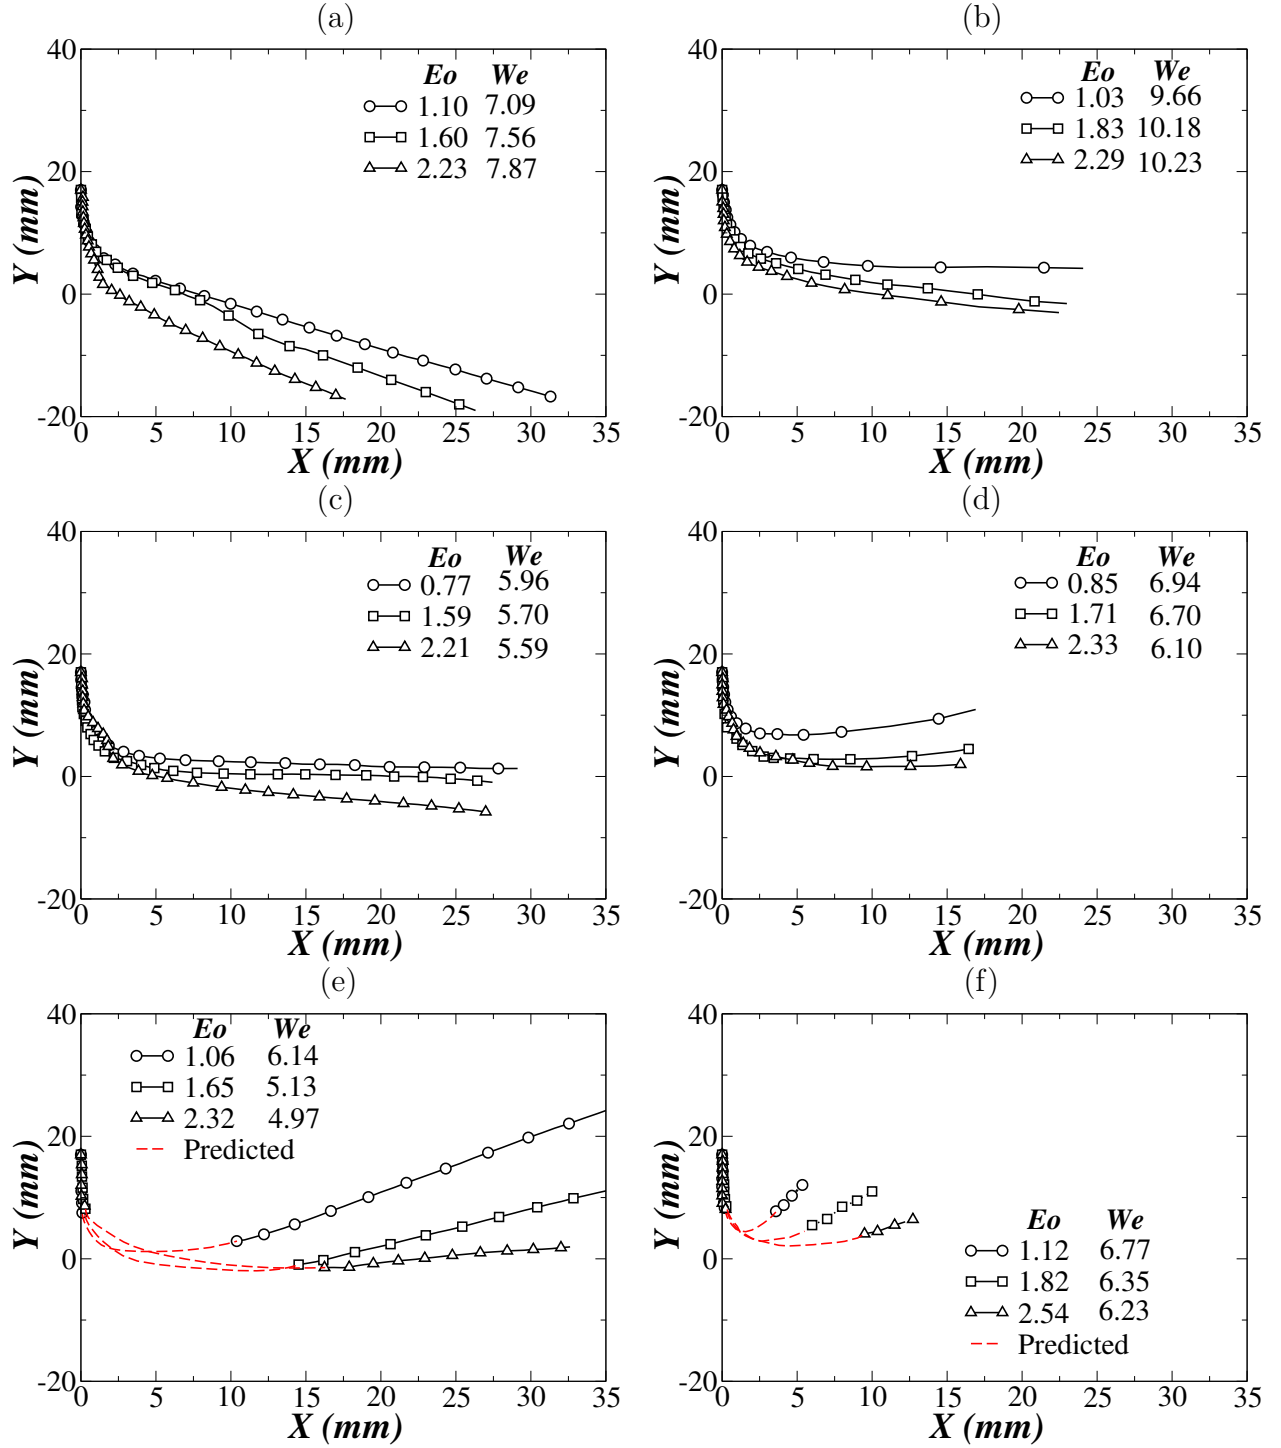 (a)
Eo We
1.10 7.09
1.60 7.56
2.23 7.87
40
20
0
-20
0 5 10 15 20 25 30 35
Y (mm)
X (mm)
(b)
Eo We
1.03 9.66
1.83 10.18
2.29 10.23
40
20
0
-20
0 5 10 15 20 25 30 35
Y (mm)
X (mm)
(c)
Eo We
0.77 5.96
1.59 5.70
2.21 5.59
40
20
0
-20
0 5 10 15 20 25 30 35
Y (mm)
X (mm)
(d)
Eo We
0.85 6.94
1.71 6.70
2.33 6.10
40
20
0
-20
0 5 10 15 20 25 30 35
Y (mm)
X (mm)
(e)
Eo We
1.06 6.14
1.65 5.13
2.32 4.97
Predicted
40
20
0
-20
0 5 10 15 20 25 30 35
Y (mm)
X (mm)
(f)
Eo We
1.12 6.77
1.82 6.35
2.54 6.23
Predicted
40
20
0
-20
0 5 10 15 20 25 30 35
Y (mm)
X (mm)